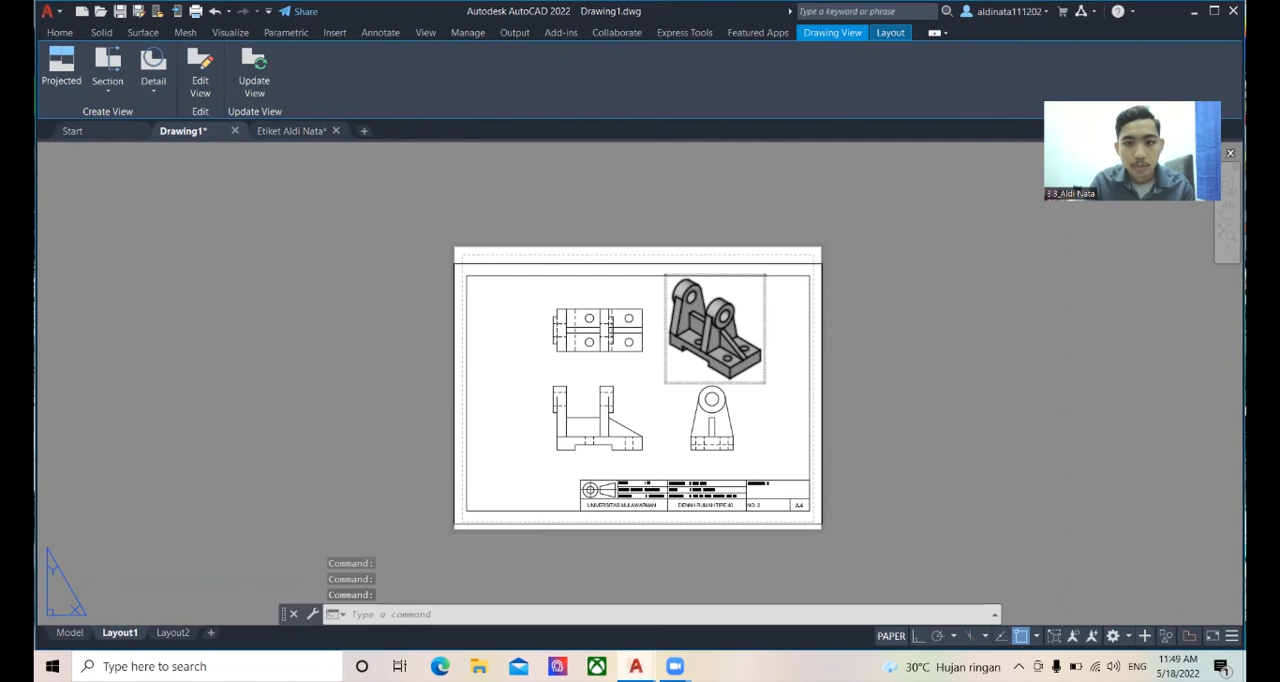 Share
Autodesk AutoCAD 2022 Drawing1.dwg
Type a keyword or phrase
aldinata111202
Home Solid Surface Mesh Visualize Parametric Insert Annotate View Manage Output Add-ins Collaborate Express Tools Featured Apps Drawing View Layout
Projected Section Detail Edit View Update View
Create View Edit Update View
Start Drawing1* Etiket Aldi Nata*
Aldi Nata
UNIVERSITAS MULAWARMAN DENAH RUMAH TIPE 40 NO. 2 A4
Command:
Command:
Command:
Type a command
Model Layout1 Layout2
PAPER
Type here to search
30°C Hujan ringan ENG 11:49 AM
5/18/2022